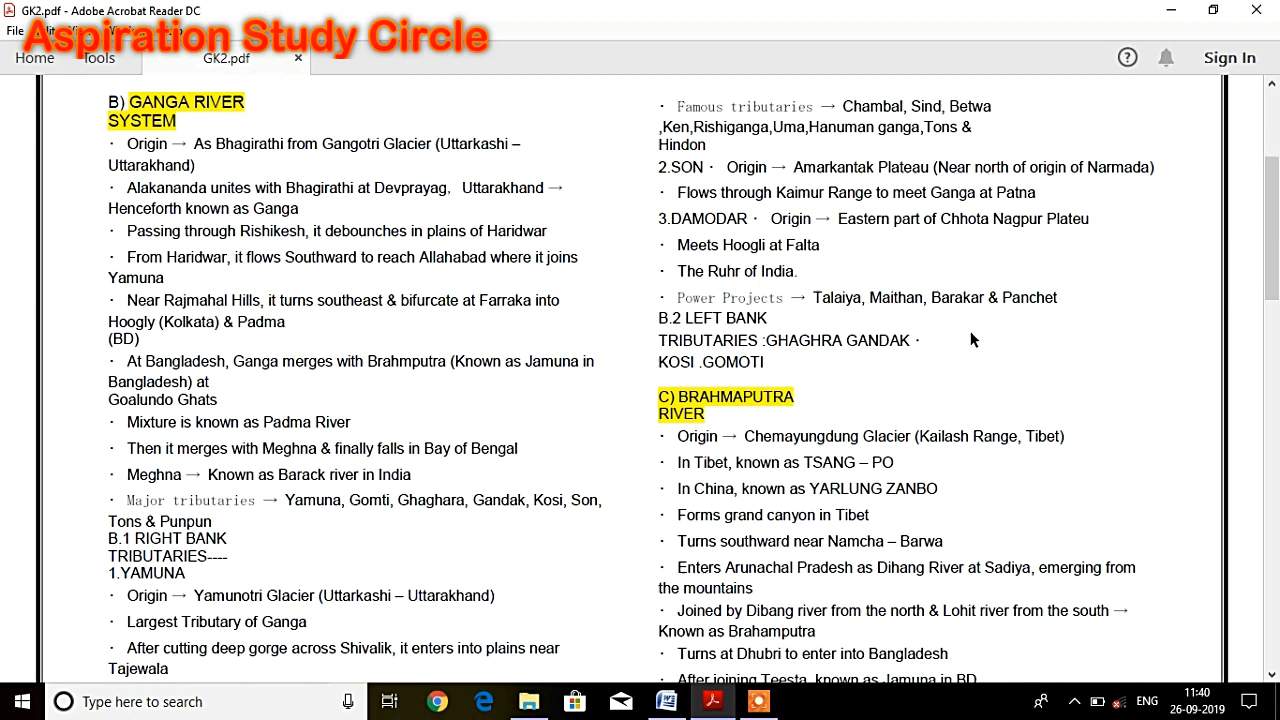 GK2.pdf - Adobe Acrobat Reader DC
File
Aspiration Study Circle
Home
Tools
GK2.pdf
×
Sign In
B) GANGA RIVER
SYSTEM
· Origin → As Bhagirathi from Gangotri Glacier (Uttarkashi –
Uttarakhand)
· Alakananda unites with Bhagirathi at Devprayag, Uttarakhand →
Henceforth known as Ganga
· Passing through Rishikesh, it debounches in plains of Haridwar
· From Haridwar, it flows Southward to reach Allahabad where it joins
Yamuna
· Near Rajmahal Hills, it turns southeast & bifurcate at Farraka into
Hoogly (Kolkata) & Padma
(BD)
· At Bangladesh, Ganga merges with Brahmputra (Known as Jamuna in
Bangladesh) at
Goalundo Ghats
· Mixture is known as Padma River
· Then it merges with Meghna & finally falls in Bay of Bengal
· Meghna → Known as Barack river in India
· Major tributaries → Yamuna, Gomti, Ghaghara, Gandak, Kosi, Son,
Tons & Punpun
B.1 RIGHT BANK
TRIBUTARIES----
1.YAMUNA
· Origin → Yamunotri Glacier (Uttarkashi – Uttarakhand)
· Largest Tributary of Ganga
· After cutting deep gorge across Shivalik, it enters into plains near
Tajewala
· Famous tributaries → Chambal, Sind, Betwa
,Ken,Rishiganga,Uma,Hanuman ganga,Tons &
Hindon
2.SON · Origin → Amarkantak Plateau (Near north of origin of Narmada)
· Flows through Kaimur Range to meet Ganga at Patna
3.DAMODAR · Origin → Eastern part of Chhota Nagpur Plateu
· Meets Hoogli at Falta
· The Ruhr of India.
· Power Projects → Talaiya, Maithan, Barakar & Panchet
B.2 LEFT BANK
TRIBUTARIES :GHAGHRA GANDAK ·
KOSI .GOMOTI
C) BRAHMAPUTRA
RIVER
· Origin → Chemayungdung Glacier (Kailash Range, Tibet)
· In Tibet, known as TSANG – PO
· In China, known as YARLUNG ZANBO
· Forms grand canyon in Tibet
· Turns southward near Namcha – Barwa
· Enters Arunachal Pradesh as Dihang River at Sadiya, emerging from
the mountains
· Joined by Dibang river from the north & Lohit river from the south →
Known as Brahamputra
· Turns at Dhubri to enter into Bangladesh
· After joining Teesta, known as Jamuna in BD
Type here to search
ENG
11:40
26-09-2019